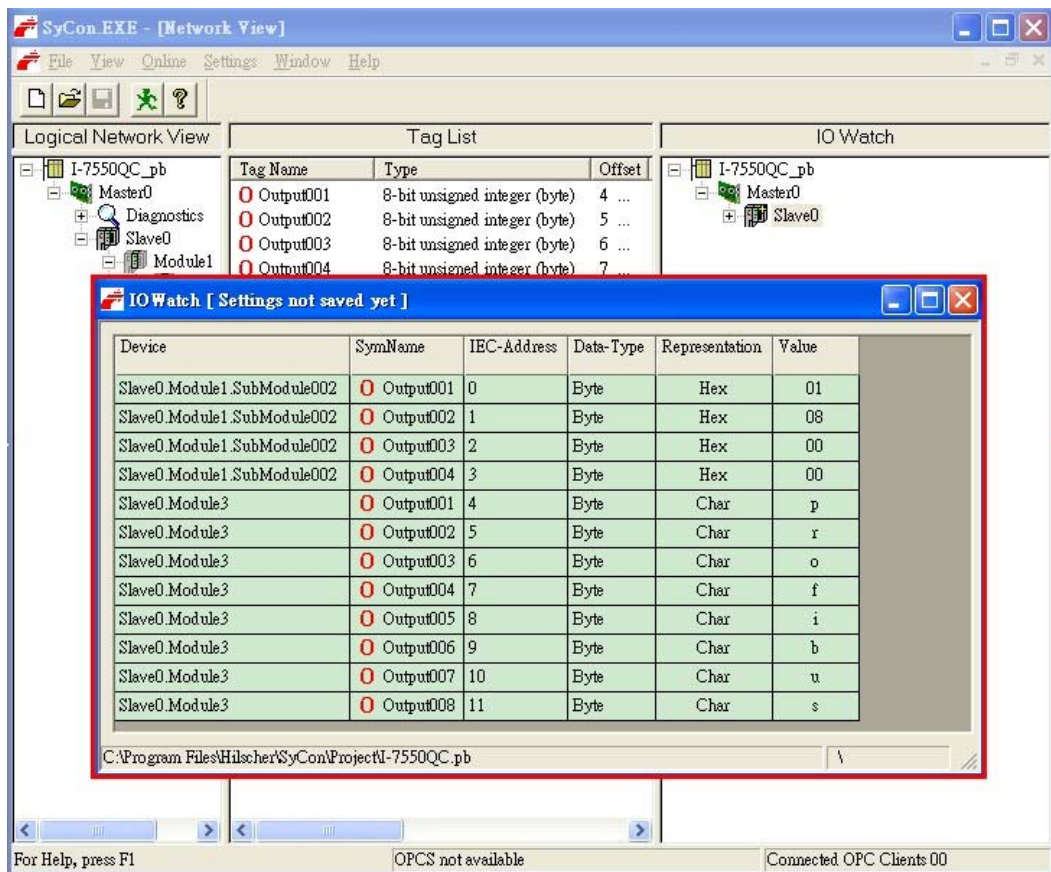 SyCon.EXE - [Network View]
File View Online Settings Window Help
Logical Network View Tag List IO Watch
I-7550QC_pb
Master0
Diagnostics
Slave0
Module1
Tag Name Type Offset
Output001 8-bit unsigned integer (byte) 4 ...
Output002 8-bit unsigned integer (byte) 5 ...
Output003 8-bit unsigned integer (byte) 6 ...
Output004 8-bit unsigned integer (byte) 7 ...
I-7550QC_pb
Master0
Slave0
IO Watch [ Settings not saved yet ]
Device SymName IEC-Address Data-Type Representation Value
Slave0.Module1.SubModule002 Output001 0 Byte Hex 01
Slave0.Module1.SubModule002 Output002 1 Byte Hex 08
Slave0.Module1.SubModule002 Output003 2 Byte Hex 00
Slave0.Module1.SubModule002 Output004 3 Byte Hex 00
Slave0.Module3 Output001 4 Byte Char p
Slave0.Module3 Output002 5 Byte Char r
Slave0.Module3 Output003 6 Byte Char o
Slave0.Module3 Output004 7 Byte Char f
Slave0.Module3 Output005 8 Byte Char i
Slave0.Module3 Output006 9 Byte Char b
Slave0.Module3 Output007 10 Byte Char u
Slave0.Module3 Output008 11 Byte Char s
C:\Program Files\Hilscher\SyCon\Project\I-7550QC.pb \
For Help, press F1 OPCS not available Connected OPC Clients 00